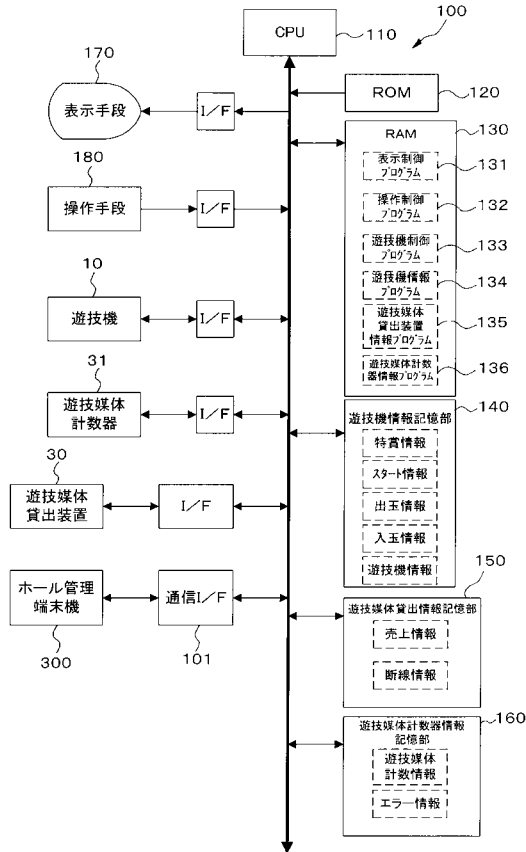 CPU
110
100
170
表示手段
I/F
ROM
120
RAM
130
表示制御
プログラム
131
180
操作手段
I/F
操作制御
プログラム
132
遊技機制御
プログラム
133
10
遊技機
I/F
遊技機情報
プログラム
134
遊技媒体
貸出装置
情報プログラム
135
遊技媒体計数
器情報プログラム
136
31
遊技媒体
計数器
I/F
140
遊技機情報記憶部
特賞情報
スタート情報
出玉情報
入玉情報
遊技機情報
30
遊技媒体
貸出装置
I/F
ホール管理
端末機
300
通信I/F
101
150
遊技媒体貸出情報記憶部
売上情報
断線情報
160
遊技媒体計数器情報
記憶部
遊技媒体
計数情報
エラー情報